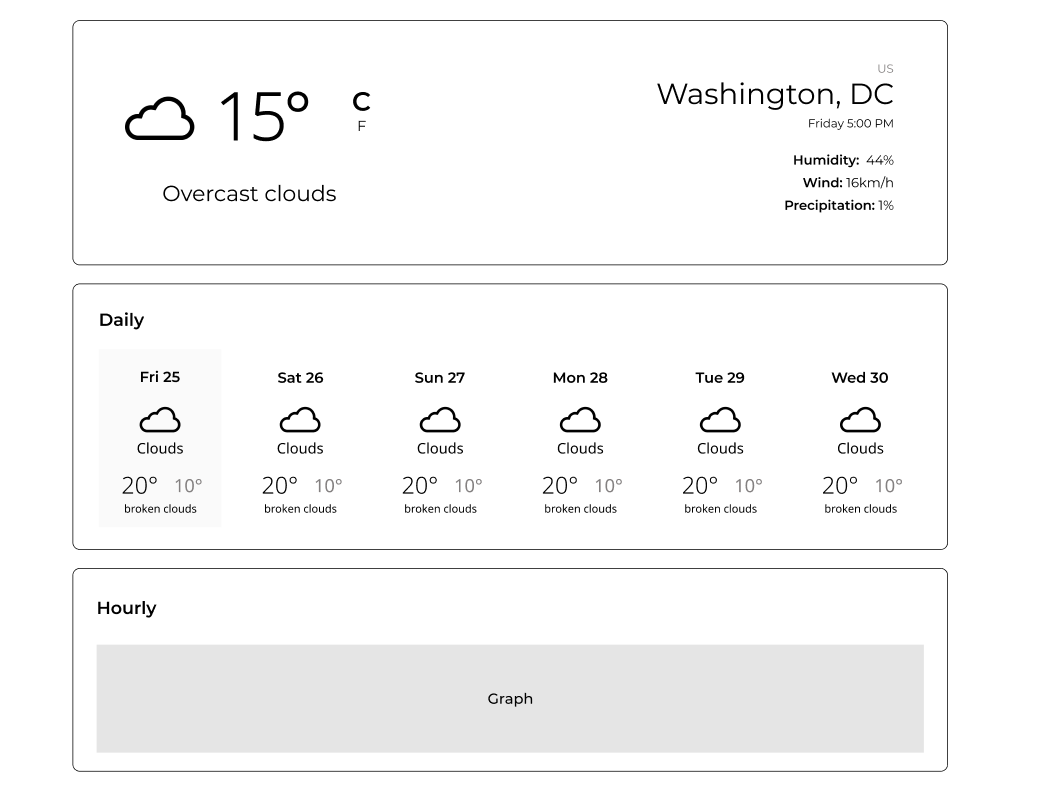 15°
C
F
Overcast clouds
US
Washington, DC
Friday 5:00 PM
Humidity: 44%
Wind: 16km/h
Precipitation: 1%
Daily
Fri 25
Clouds
20° 10°
broken clouds
Sat 26
Clouds
20° 10°
broken clouds
Sun 27
Clouds
20° 10°
broken clouds
Mon 28
Clouds
20° 10°
broken clouds
Tue 29
Clouds
20° 10°
broken clouds
Wed 30
Clouds
20° 10°
broken clouds
Hourly
Graph